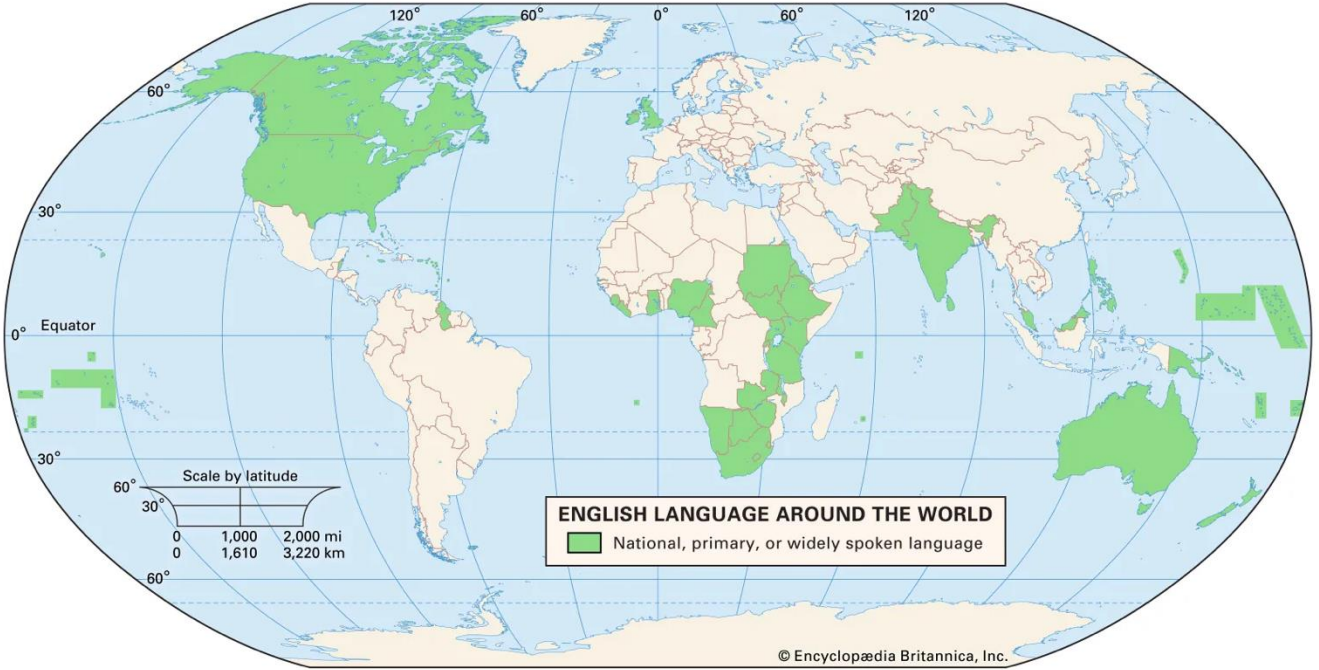 120° 60° 0° 60° 120°
60°
30°
0° Equator
30°
Scale by latitude
60°
30°
0 1,000 2,000 mi
0 1,610 3,220 km
ENGLISH LANGUAGE AROUND THE WORLD
National, primary, or widely spoken language
60°
© Encyclopædia Britannica, Inc.